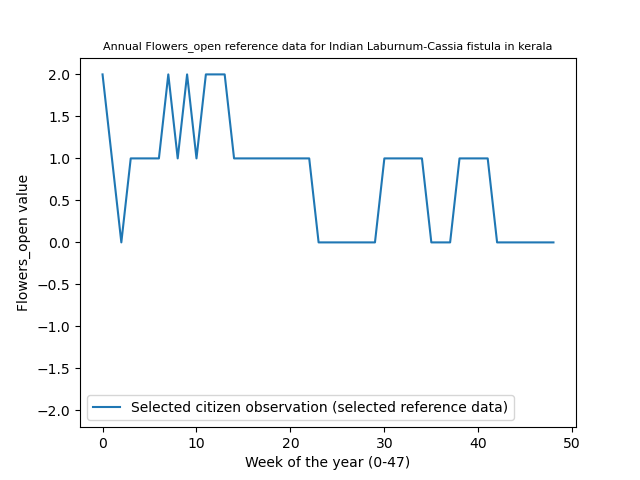 Annual Flowers_open reference data for Indian Laburnum-Cassia fistula in kerala
2.0
1.5
1.0
0.5
0.0
−0.5
−1.0
−1.5
−2.0
Flowers_open value
Selected citizen observation (selected reference data)
0 10 20 30 40 50
Week of the year (0-47)